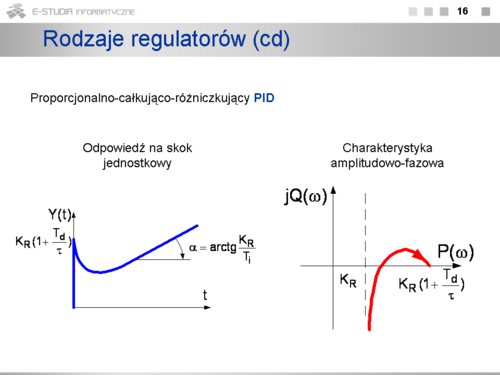 E-STUDIA INFORMATYCZNE
16
Rodzaje regulatorów (cd)
Proporcjonalno-całkująco-różniczkujący PID
Odpowiedź na skok
jednostkowy
Charakterystyka
amplitudowo-fazowa
Y(t)
K_R(1+ T_d/τ)
α = arctg K_R/T_i
t
jQ(ω)
P(ω)
K_R
K_R(1+ T_d/τ)